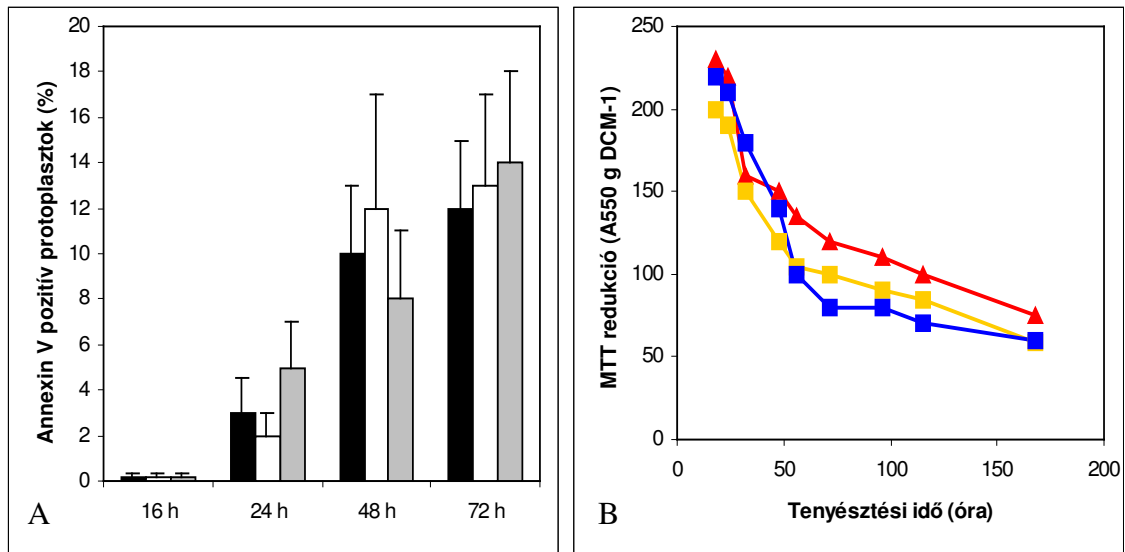 Annexin V pozitív protoplasztok (%)
20
18
16
14
12
10
8
6
4
2
0
16 h
24 h
48 h
72 h
A
MTT redukció (A550 g DCM-1)
250
200
150
100
50
0
0
50
100
150
200
Tenyésztési idő (óra)
B